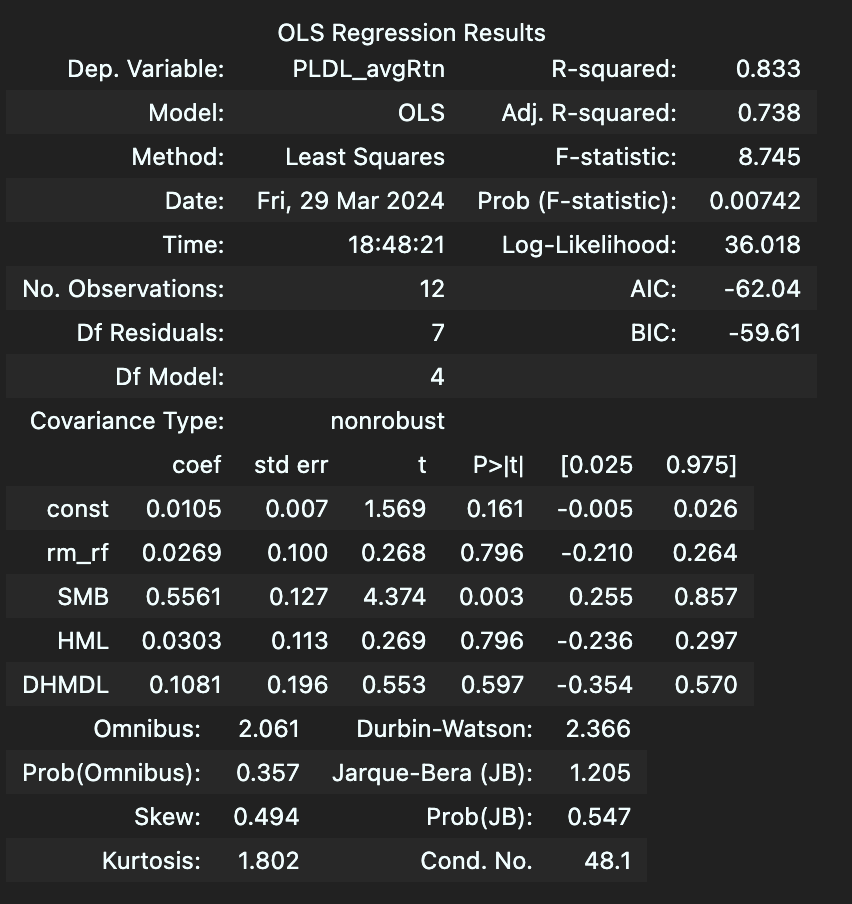 OLS Regression Results
Dep. Variable: PLDL_avgRtn R-squared: 0.833
Model: OLS Adj. R-squared: 0.738
Method: Least Squares F-statistic: 8.745
Date: Fri, 29 Mar 2024 Prob (F-statistic): 0.00742
Time: 18:48:21 Log-Likelihood: 36.018
No. Observations: 12 AIC: -62.04
Df Residuals: 7 BIC: -59.61
Df Model: 4
Covariance Type: nonrobust
coef std err t P>|t| [0.025 0.975]
const 0.0105 0.007 1.569 0.161 -0.005 0.026
rm_rf 0.0269 0.100 0.268 0.796 -0.210 0.264
SMB 0.5561 0.127 4.374 0.003 0.255 0.857
HML 0.0303 0.113 0.269 0.796 -0.236 0.297
DHMDL 0.1081 0.196 0.553 0.597 -0.354 0.570
Omnibus: 2.061 Durbin-Watson: 2.366
Prob(Omnibus): 0.357 Jarque-Bera (JB): 1.205
Skew: 0.494 Prob(JB): 0.547
Kurtosis: 1.802 Cond. No. 48.1